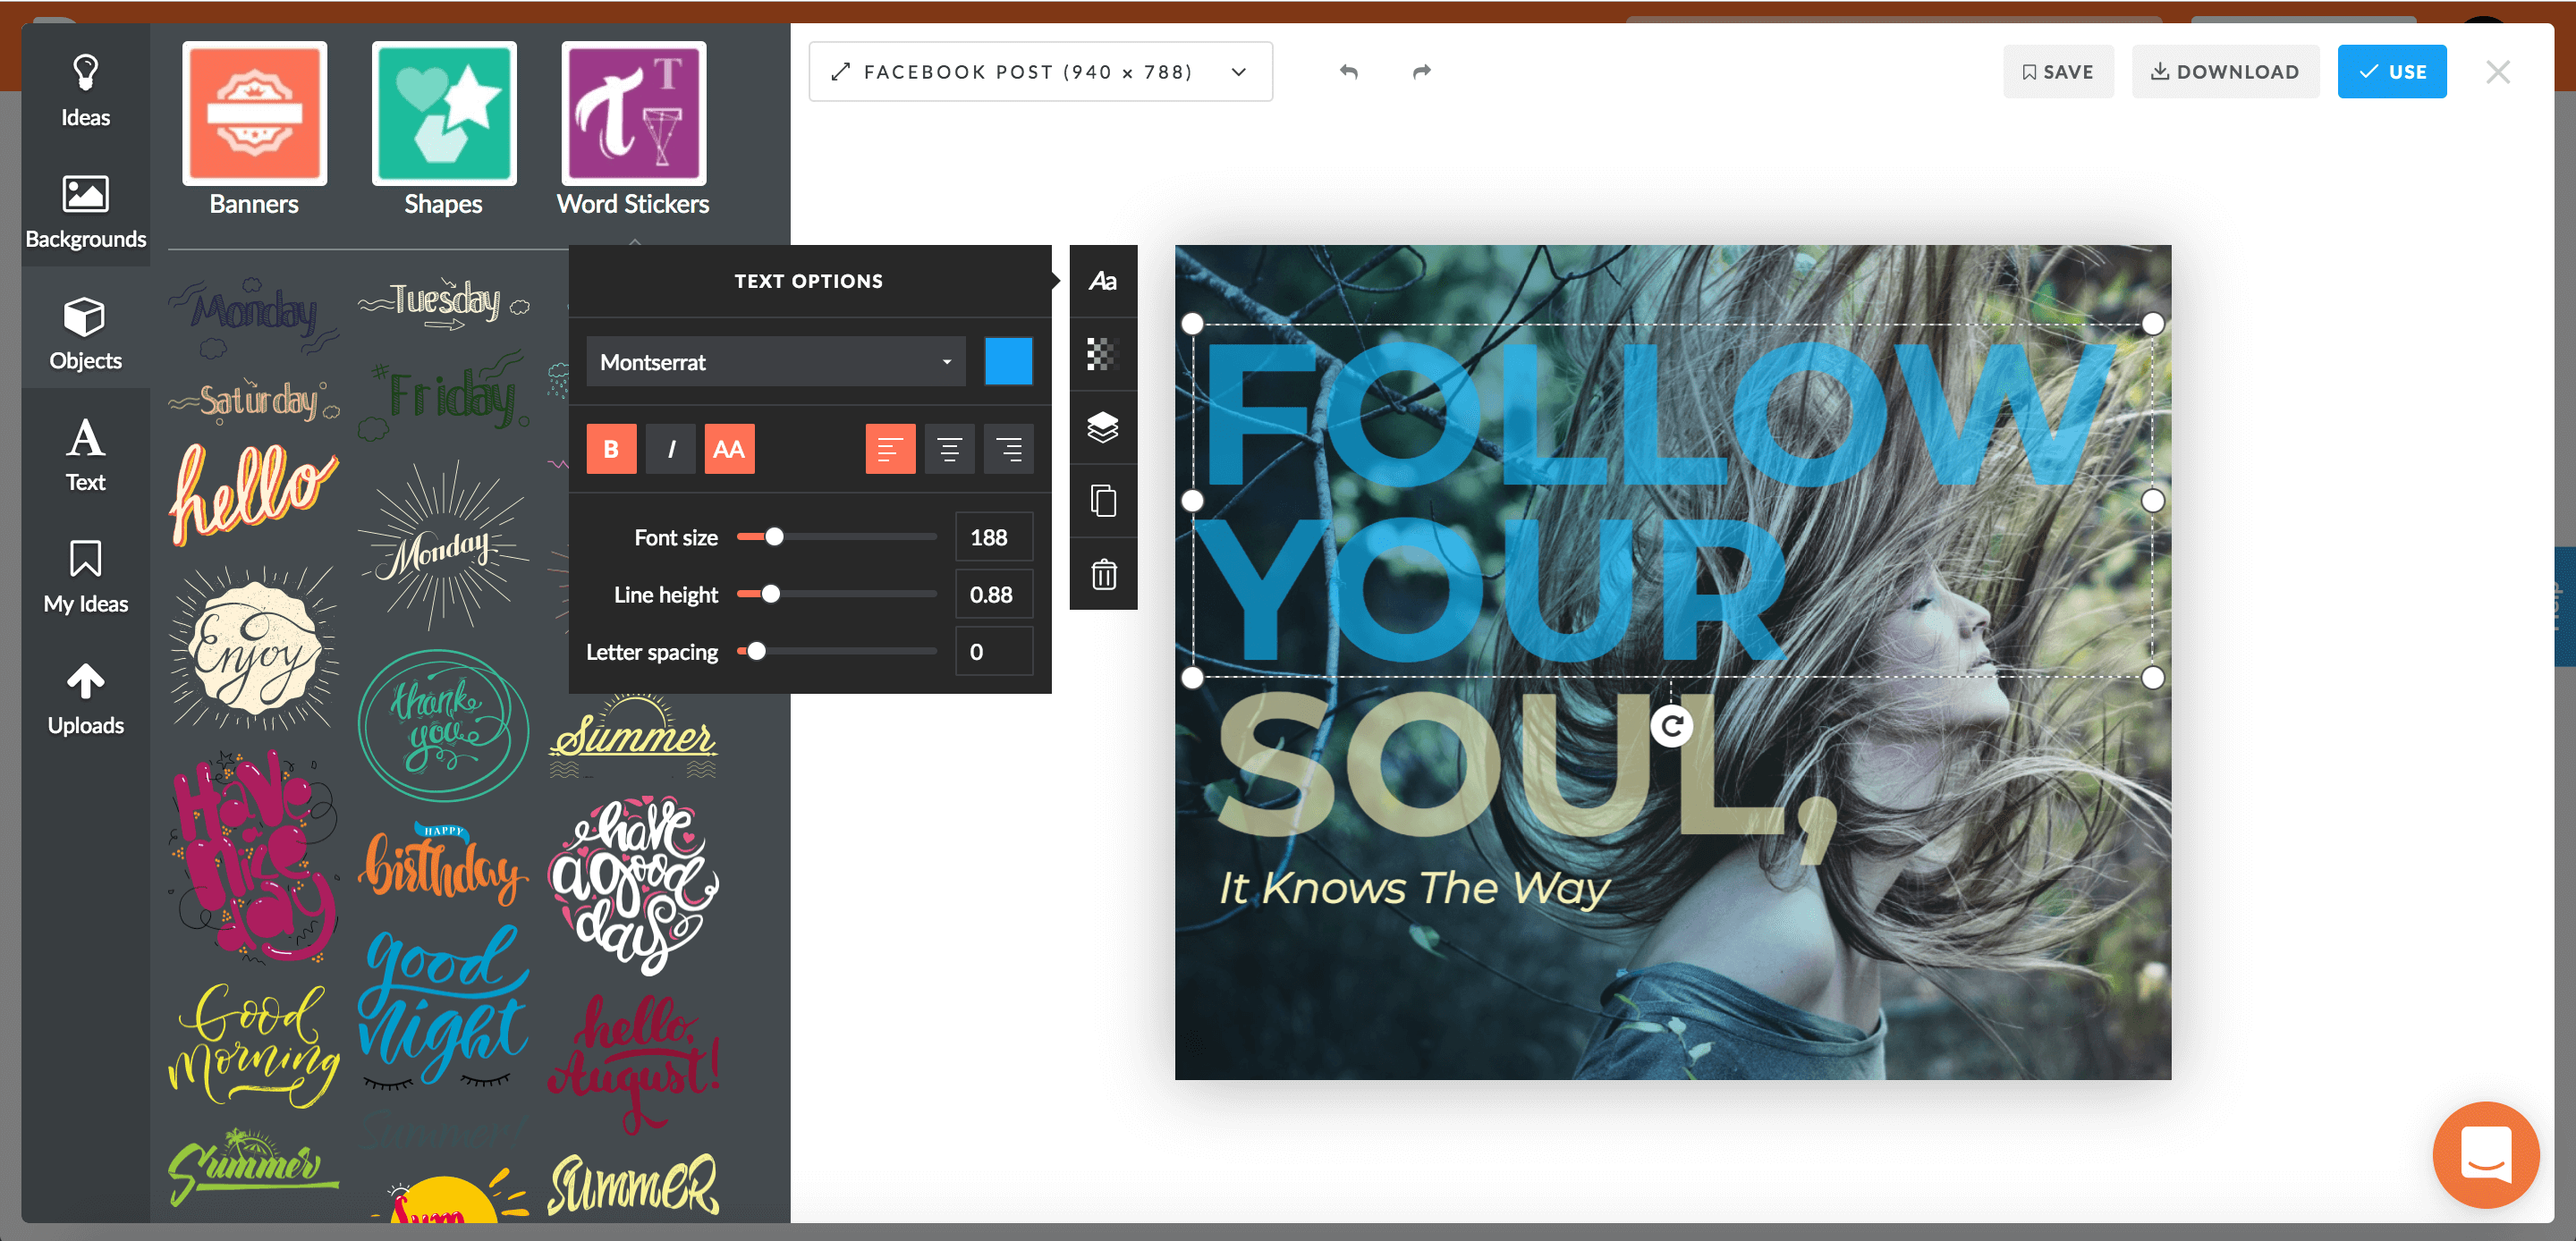 Ideas
Backgrounds
Objects
Text
My Ideas
Uploads
Banners
Shapes
Word Stickers
T
T
FACEBOOK POST (940 × 788)
SAVE
DOWNLOAD
USE
TEXT OPTIONS
Montserrat
B I AA
Font size 188
Line height 0.88
Letter spacing 0
Aa
Monday
Tuesday
Saturday
#Friday
hello
Monday
Enjoy
thank
you
Summer
Have
a
Nice
day
HAPPY
birthday
have
a good
day
Good
Morning
good
night
hello,
August!
Summer
Summer!
Sum
SUMMER
FOLLOW
YOUR
SOUL,
It Knows The Way
Help